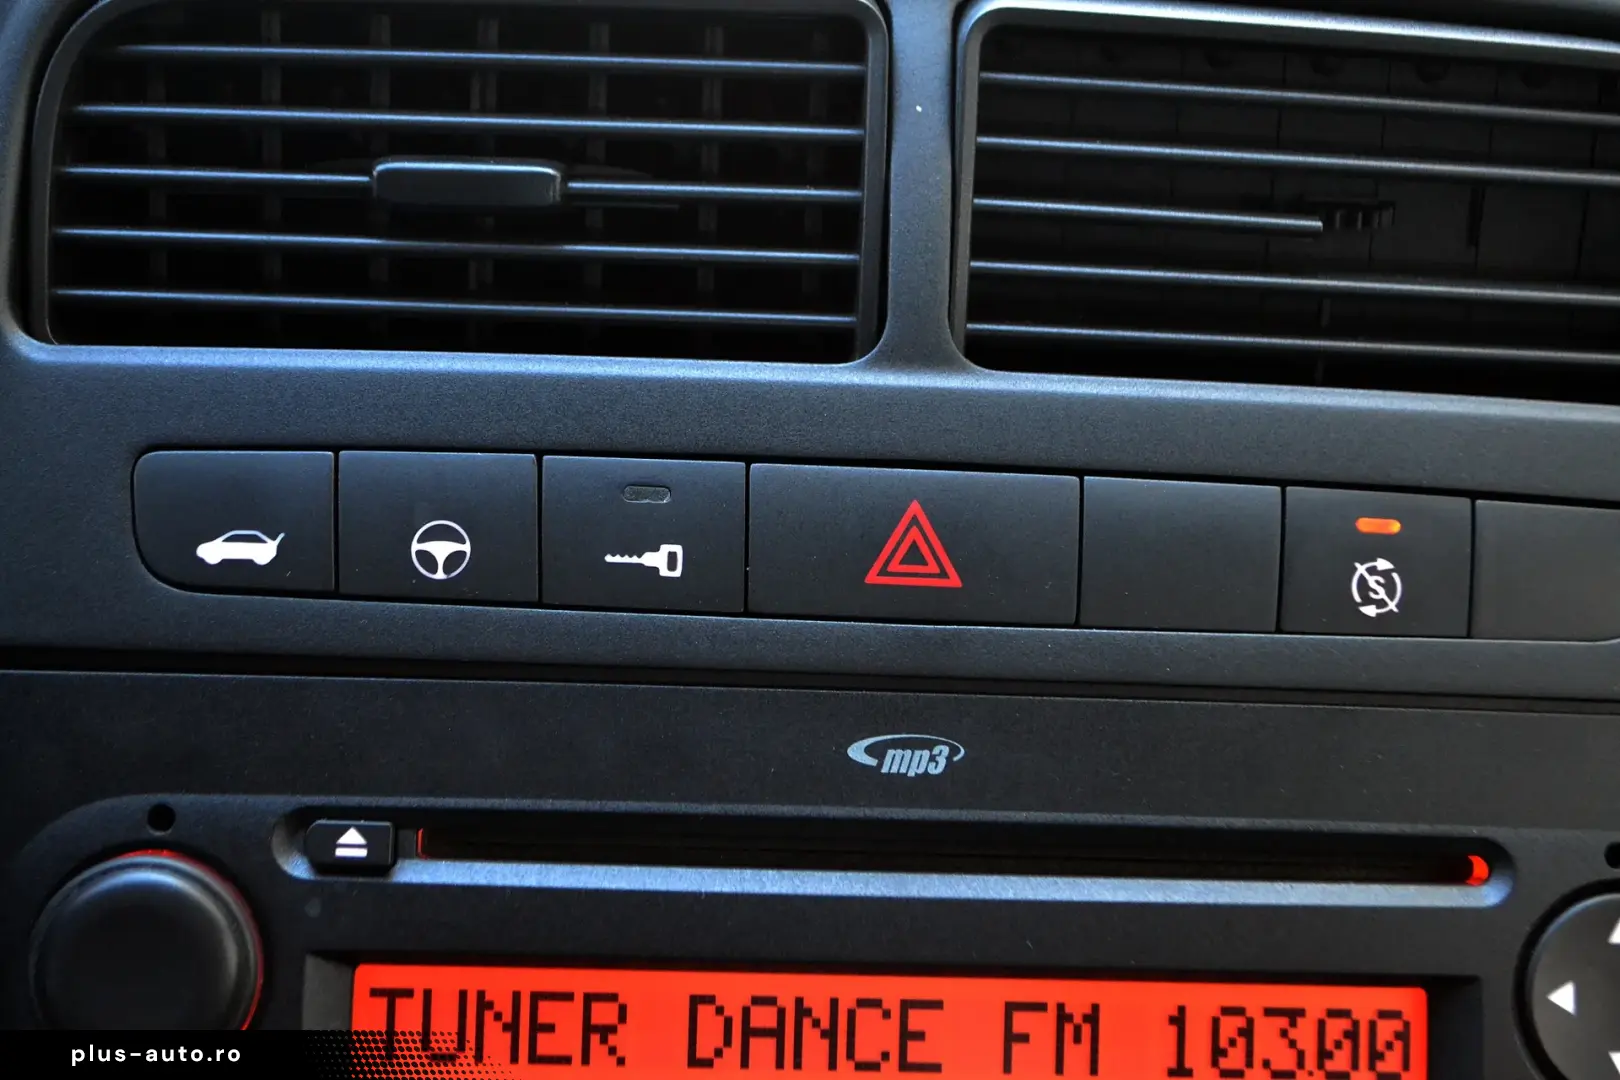 S
mp3
TUNER DANCE FM 103.00
plus-auto.ro